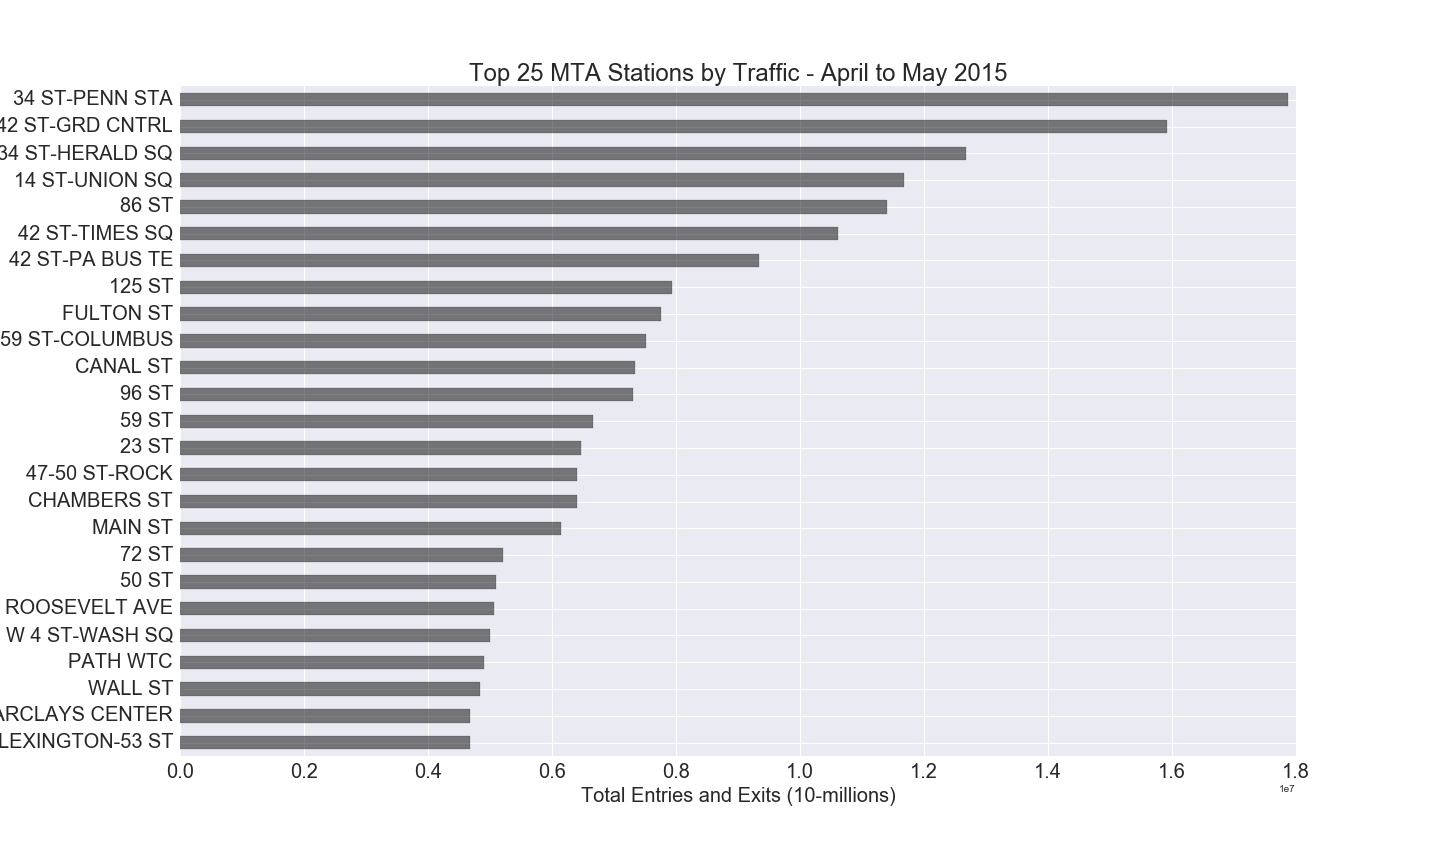 Top 25 MTA Stations by Traffic - April to May 2015
34 ST-PENN STA
42 ST-GRD CNTRL
34 ST-HERALD SQ
14 ST-UNION SQ
86 ST
42 ST-TIMES SQ
42 ST-PA BUS TE
125 ST
FULTON ST
59 ST-COLUMBUS
CANAL ST
96 ST
59 ST
23 ST
47-50 ST-ROCK
CHAMBERS ST
MAIN ST
72 ST
50 ST
ROOSEVELT AVE
W 4 ST-WASH SQ
PATH WTC
WALL ST
ARCLAYS CENTER
LEXINGTON-53 ST
0.0 0.2 0.4 0.6 0.8 1.0 1.2 1.4 1.6 1.8
1e7
Total Entries and Exits (10-millions)